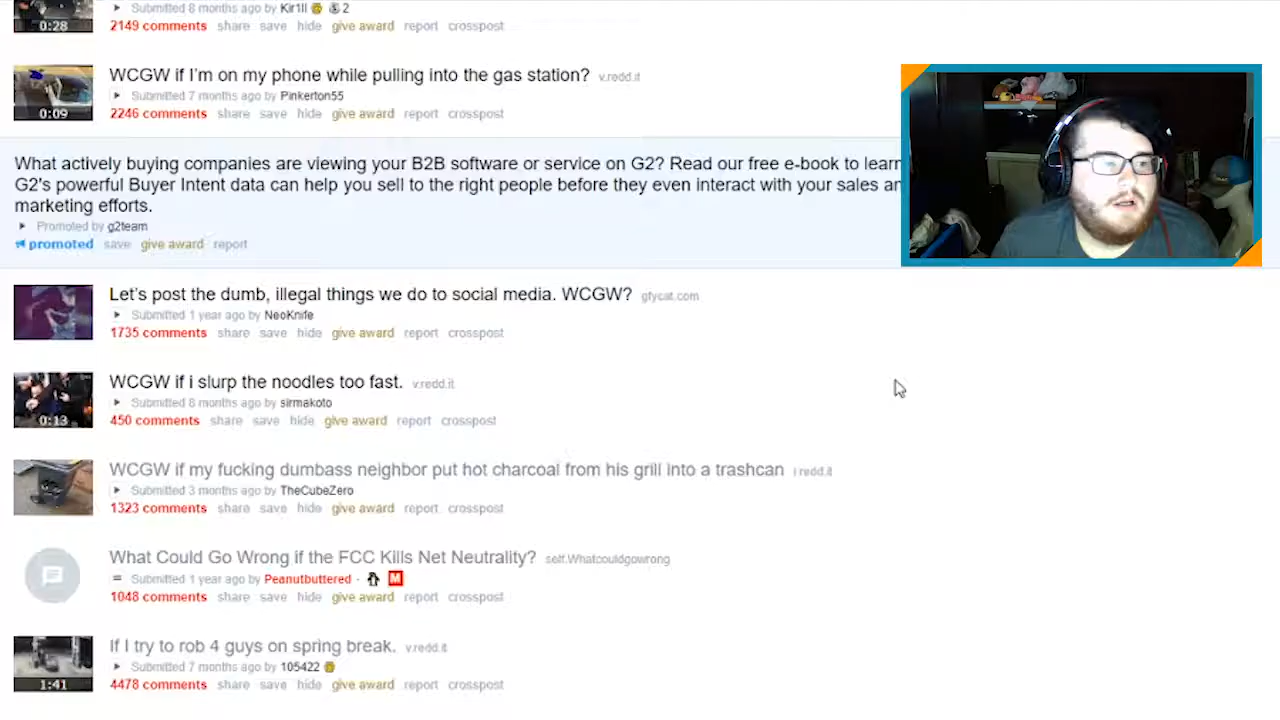 Submitted 8 months ago by Kir1ll 2
0:28
2149 comments share save hide give award report crosspost
WCGW if I'm on my phone while pulling into the gas station? v.redd.it
Submitted 7 months ago by Pinkerton55
0:09
2246 comments share save hide give award report crosspost
What actively buying companies are viewing your B2B software or service on G2? Read our free e-book to learn
G2's powerful Buyer Intent data can help you sell to the right people before they even interact with your sales an
marketing efforts.
Promoted by g2team
promoted save give award report
Let's post the dumb, illegal things we do to social media. WCGW? gfycat.com
Submitted 1 year ago by NeoKnife
1735 comments share save hide give award report crosspost
WCGW if i slurp the noodles too fast. v.redd.it
Submitted 8 months ago by sirmakoto
0:13
450 comments share save hide give award report crosspost
WCGW if my fucking dumbass neighbor put hot charcoal from his grill into a trashcan i.redd.it
Submitted 3 months ago by TheCubeZero
1323 comments share save hide give award report crosspost
What Could Go Wrong if the FCC Kills Net Neutrality? self.Whatcouldgowrong
Submitted 1 year ago by Peanutbuttered - M
1048 comments share save hide give award report crosspost
If I try to rob 4 guys on spring break. v.redd.it
Submitted 7 months ago by 105422
1:41
4478 comments share save hide give award report crosspost